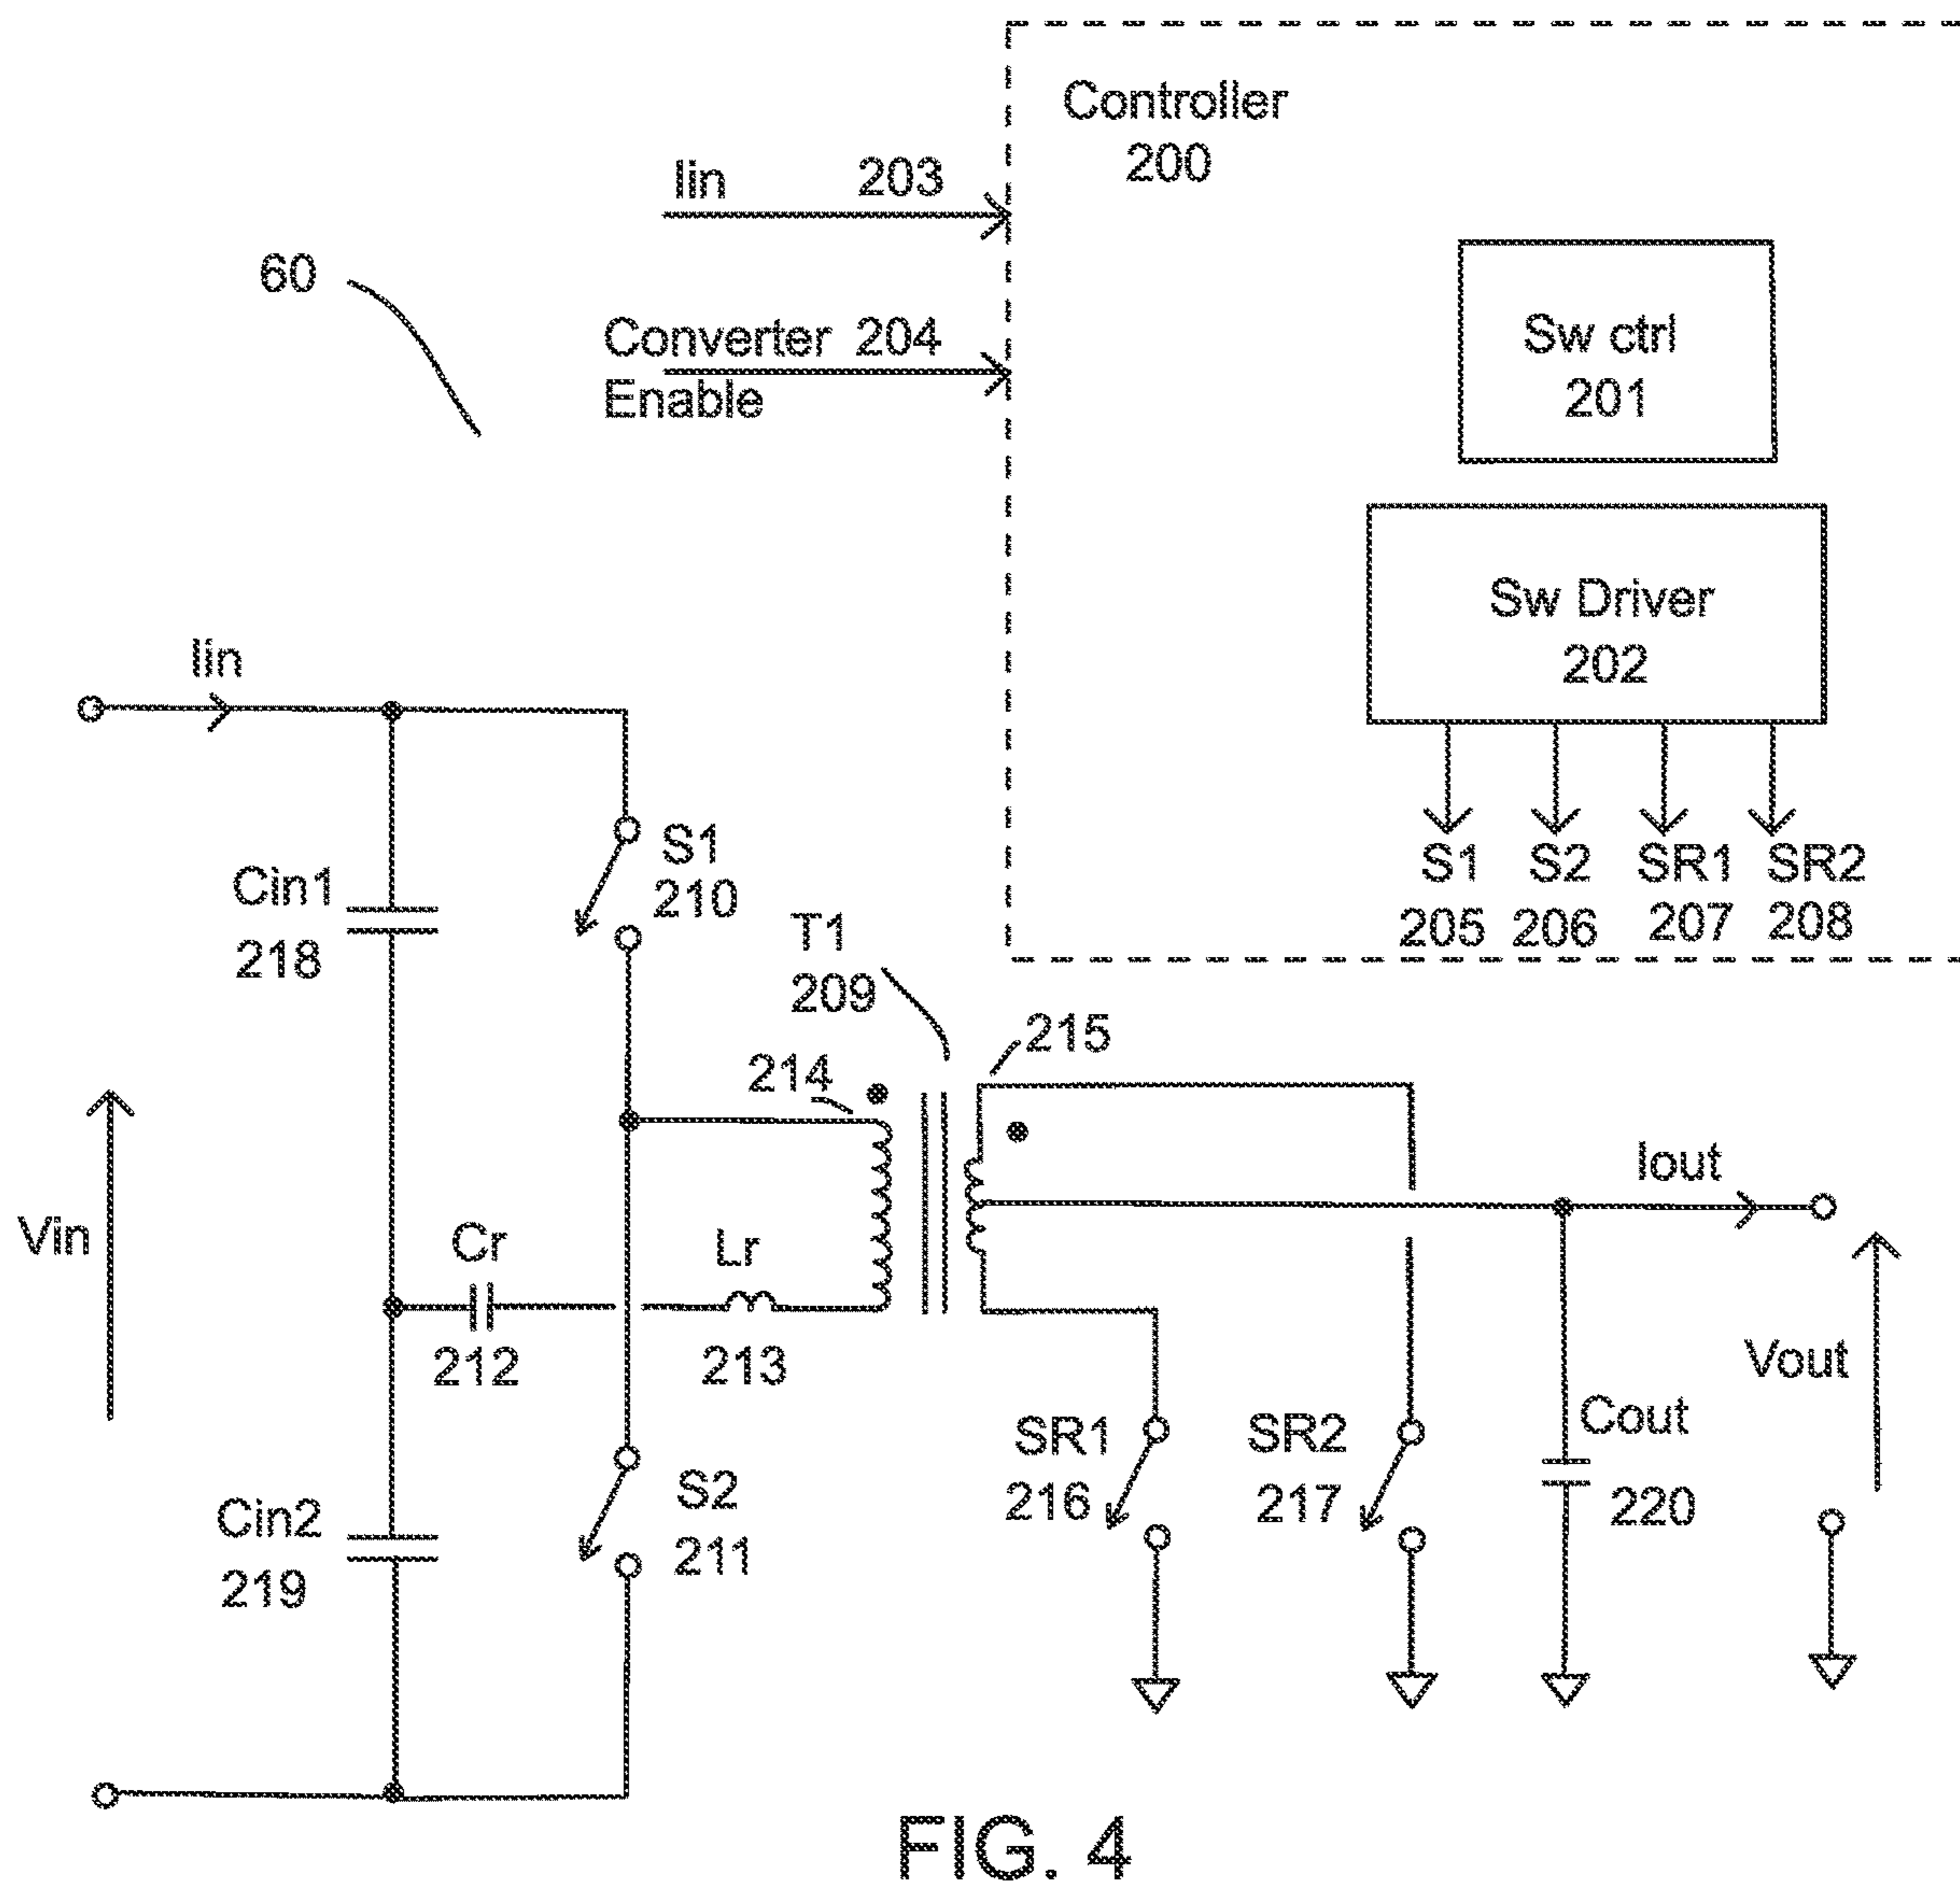 Controller
200
Iin 203
60
Converter 204
Enable
Sw ctrl
201
Sw Driver
202
S1 S2 SR1 SR2
205 206 207 208
Iin
S1
210
Cin1
218
T1
209
215
214
Vin
Cr
212
Lr
213
Iout
Vout
SR1
216
SR2
217
Cout
220
S2
211
Cin2
219
FIG. 4